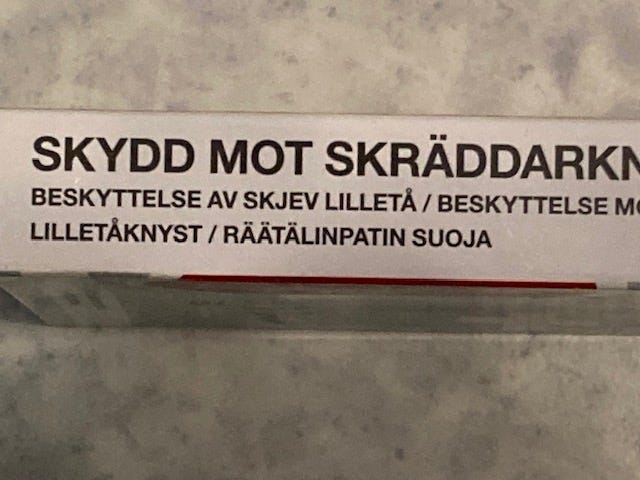 SKYDD MOT SKRÄDDARKN
BESKYTTELSE AV SKJEV LILLETÅ / BESKYTTELSE MO
LILLETÅKNYST / RÄÄTÄLINPATIN SUOJA